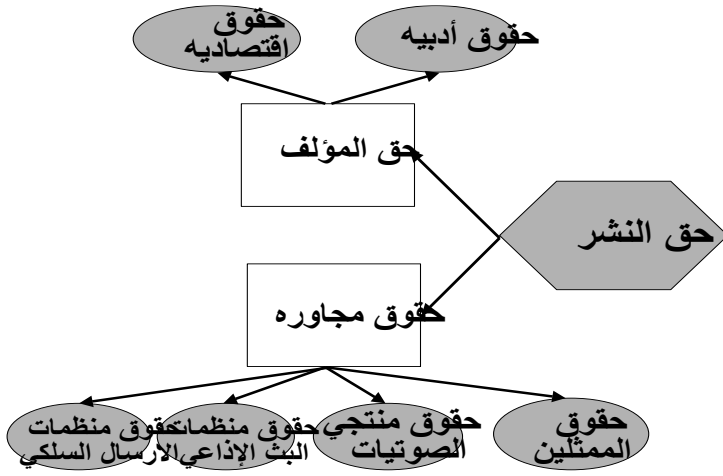 حقوق أدبيه
حقوق
اقتصاديه
حق المؤلف
حق النشر
حقوق مجاوره
حقوق
الممثلين
حقوق منتجي
الصوتيات
حقوق منظمات
البث الإذاعي
حقوق منظمات
الارسال السلكي